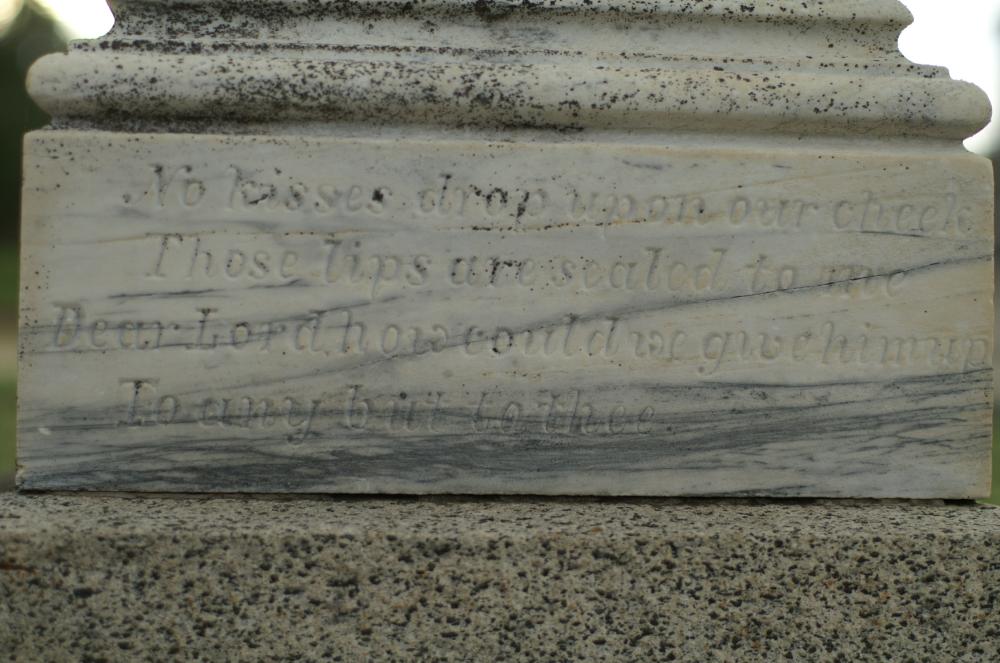 No kisses drop upon our cheek
Those lips are sealed to me
Dear Lord how could we give him up
To any but to thee.